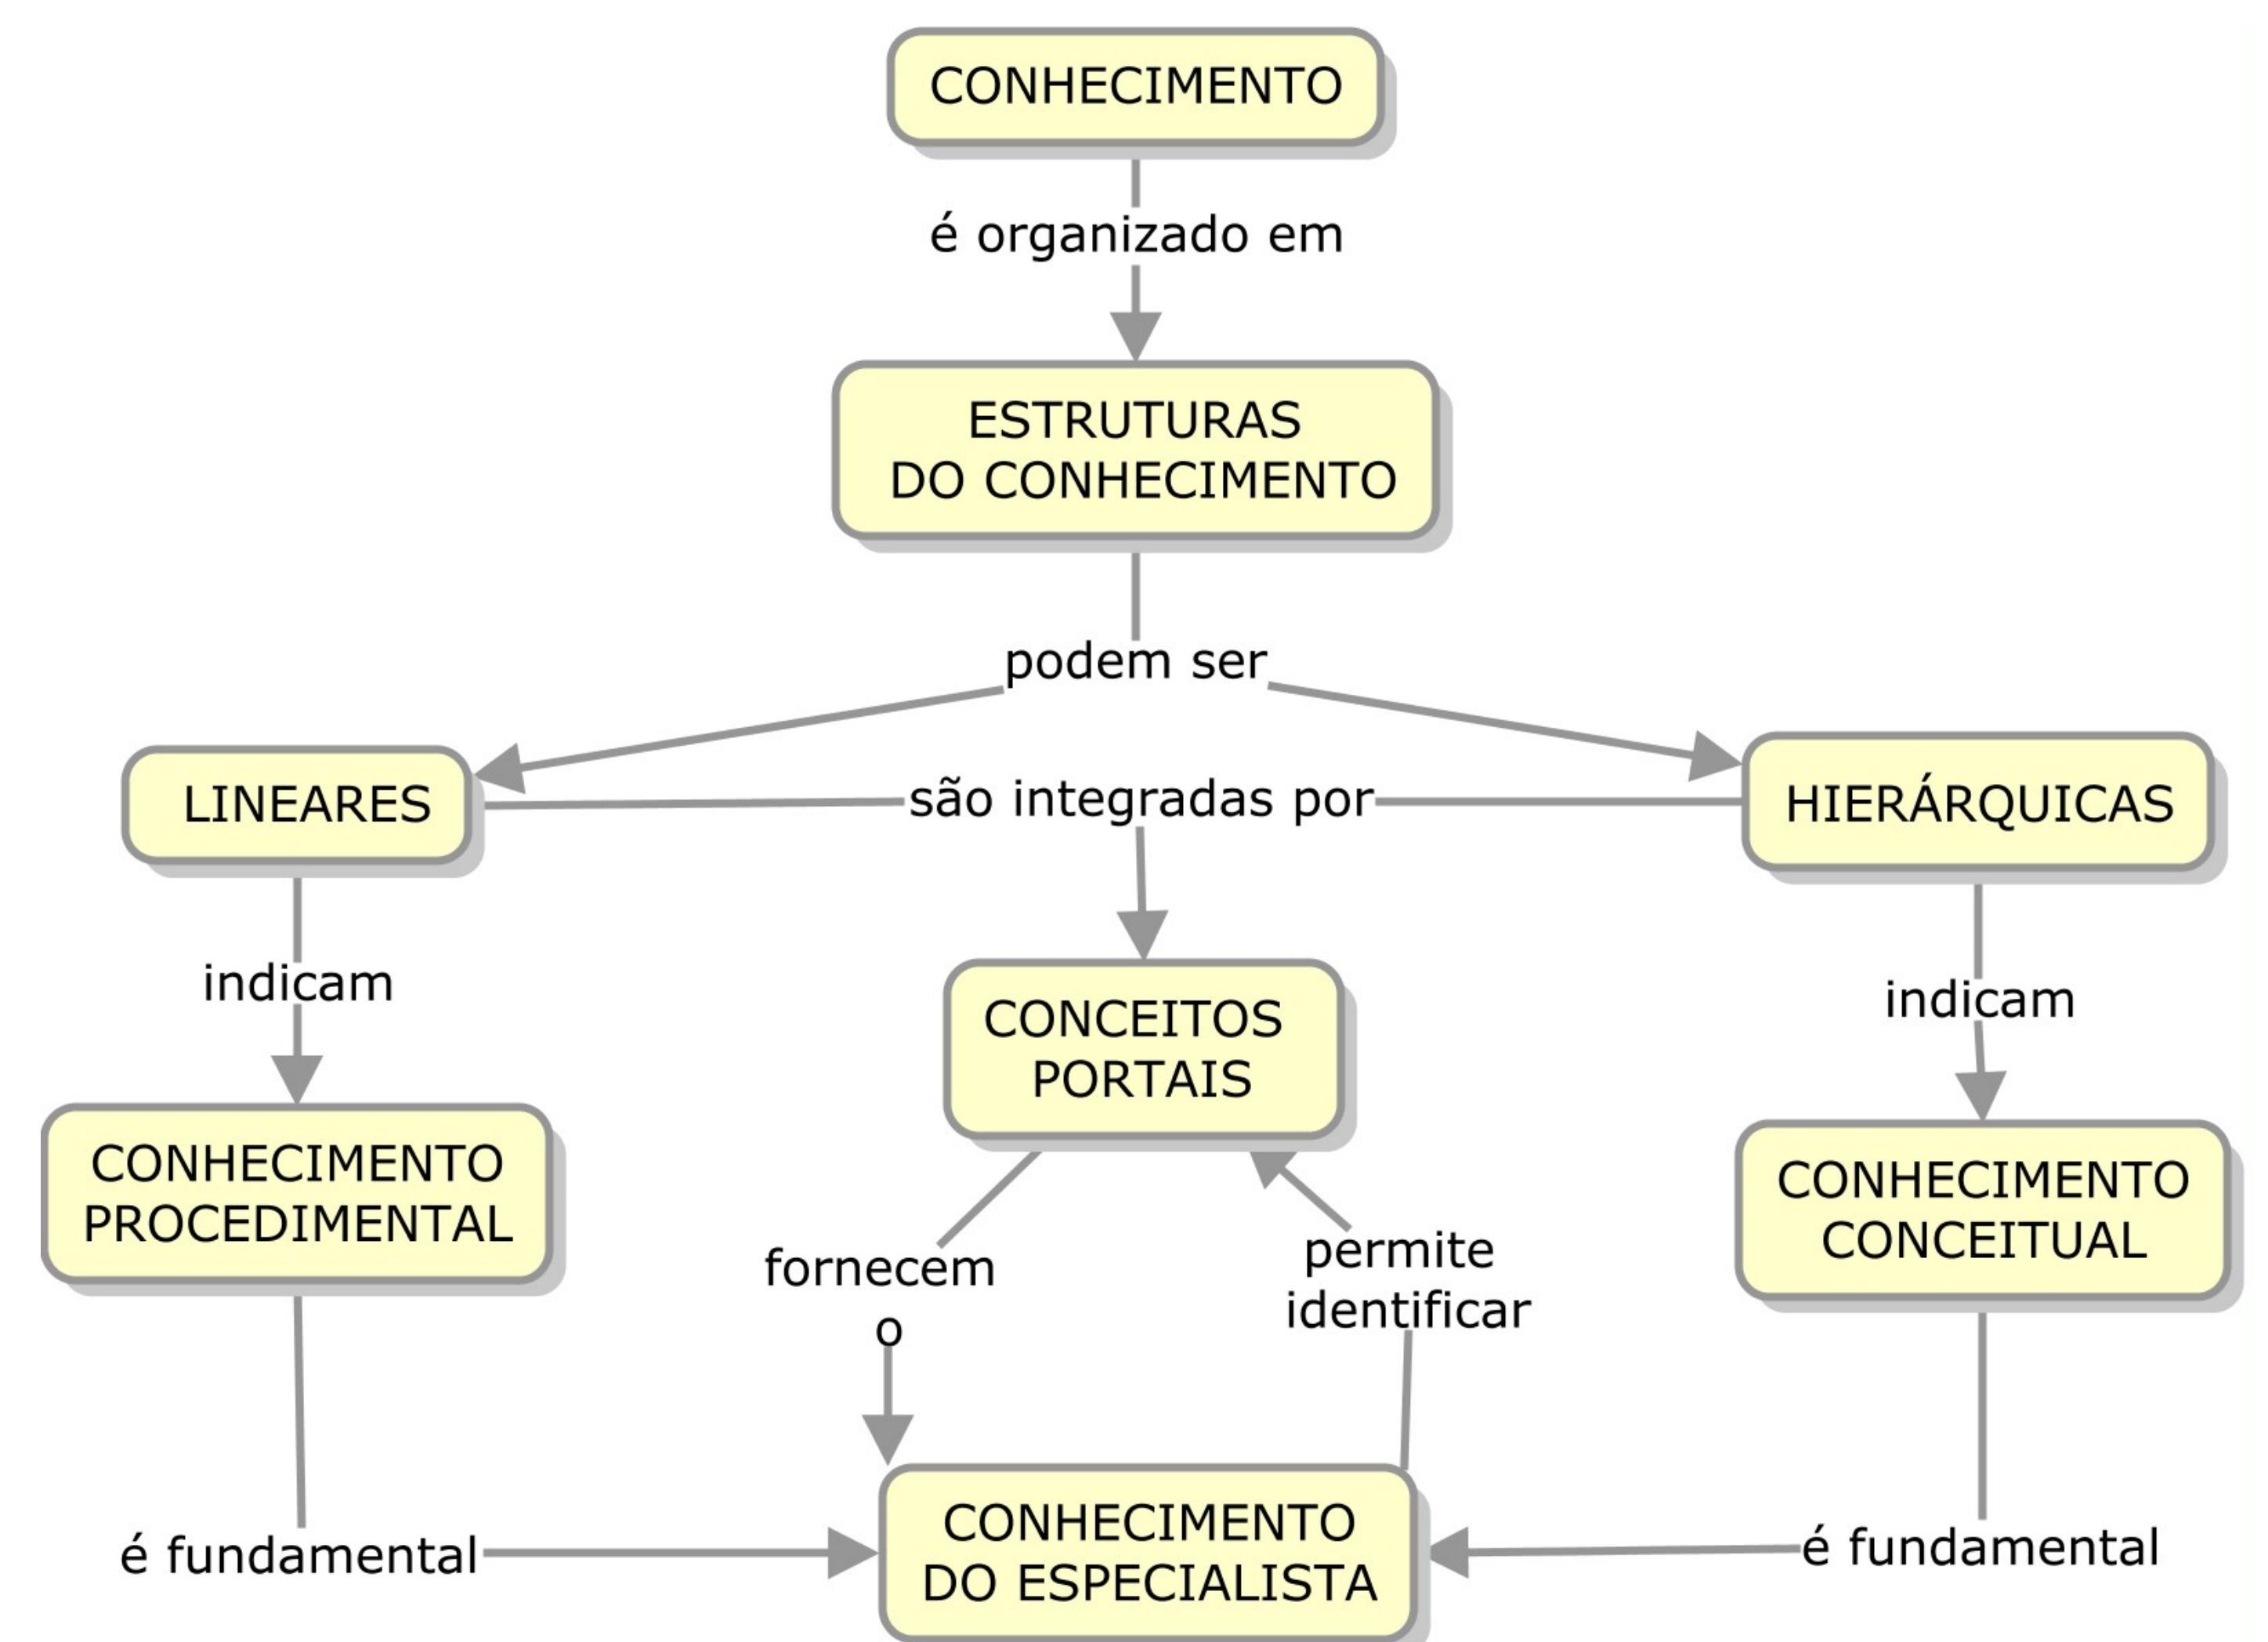 CONHECIMENTO
é organizado em
ESTRUTURAS
DO CONHECIMENTO
podem ser
LINEARES
são integradas por
HIERÁRQUICAS
indicam
CONCEITOS
PORTAIS
indicam
CONHECIMENTO
PROCEDIMENTAL
CONHECIMENTO
CONCEITUAL
fornecem
o
permite
identificar
é fundamental
CONHECIMENTO
DO ESPECIALISTA
é fundamental